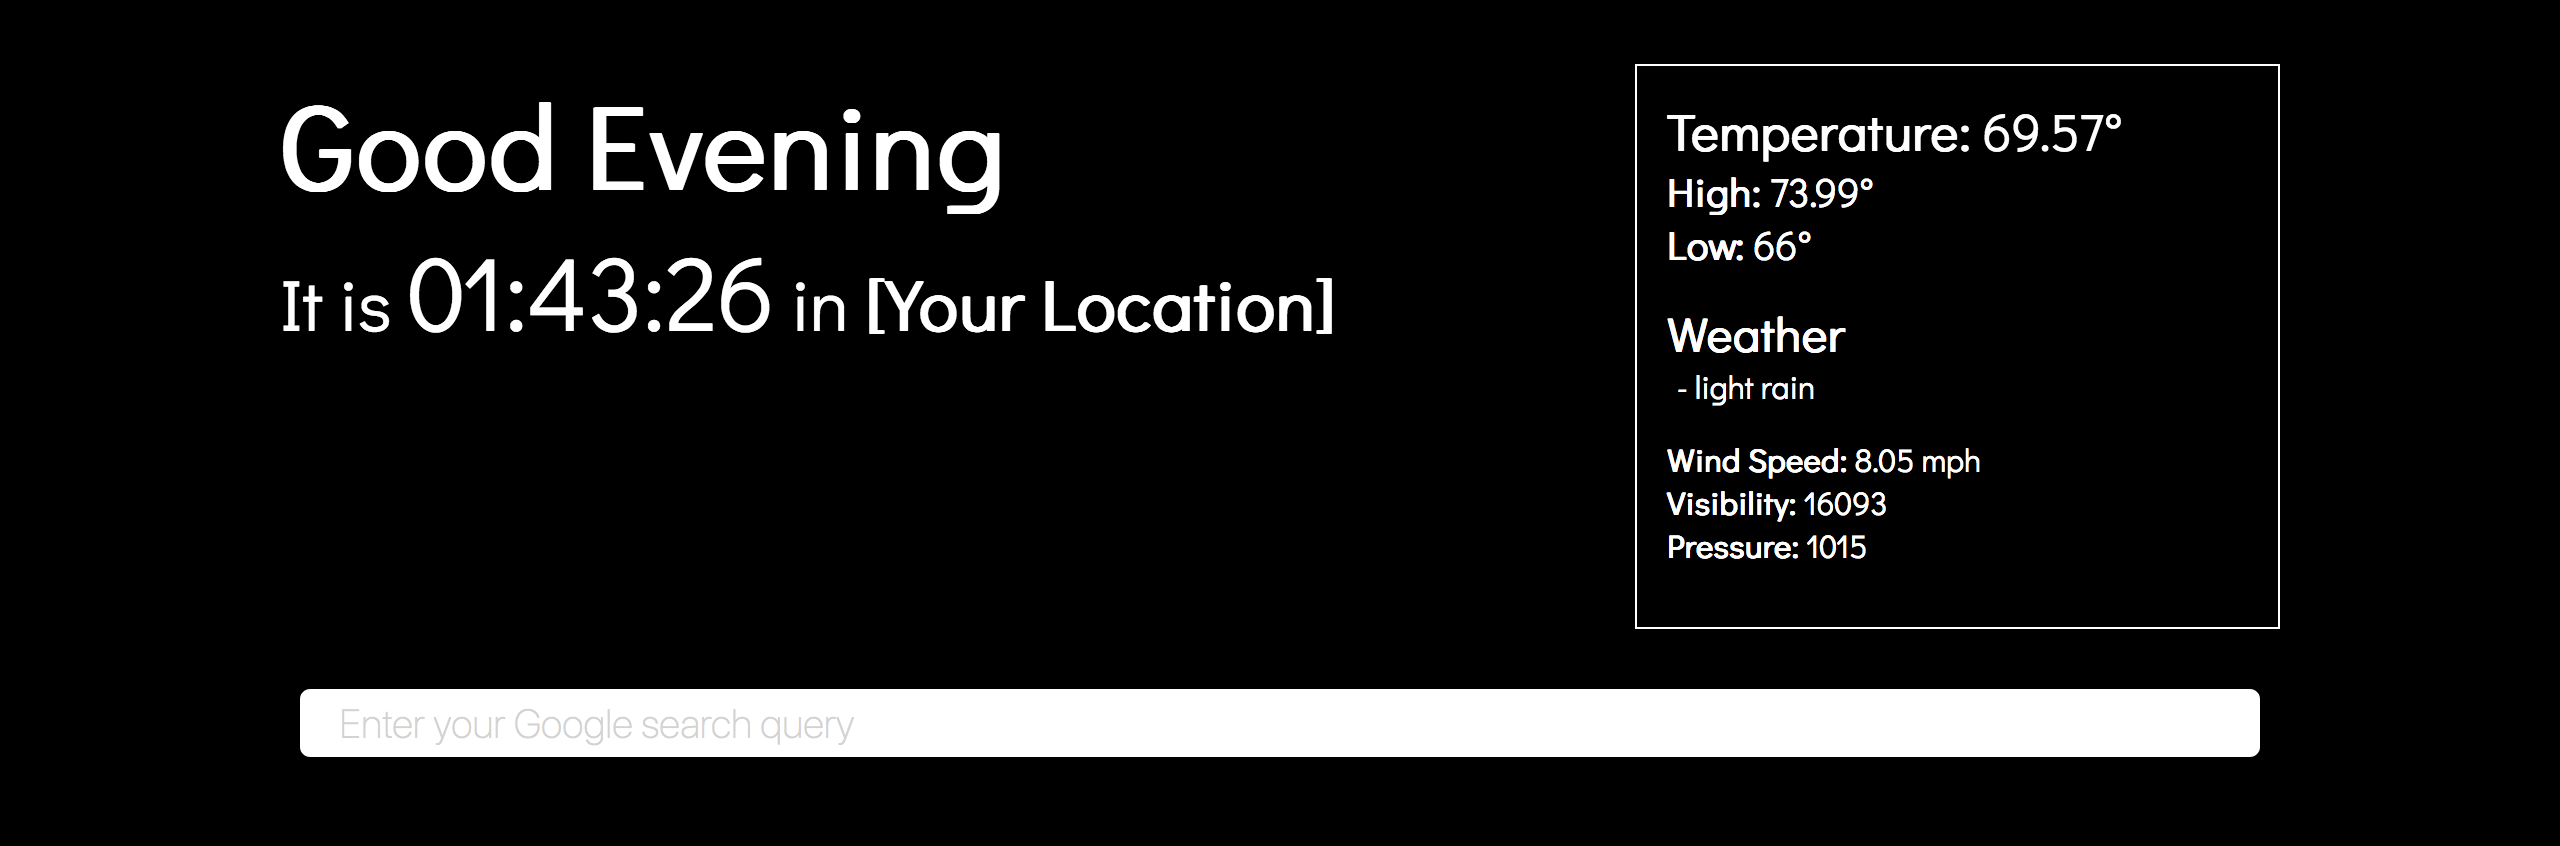 Good Evening
It is 01:43:26 in [Your Location]
Temperature: 69.57°
High: 73.99°
Low: 66°
Weather
- light rain
Wind Speed: 8.05 mph
Visibility: 16093
Pressure: 1015
Enter your Google search query